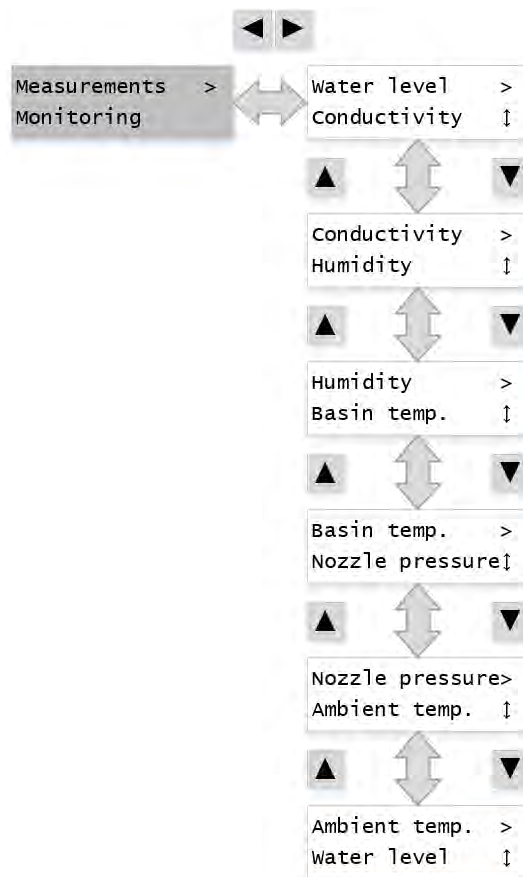 ◄ ►
Measurements >
Monitoring
Water level >
Conductivity ↕
▲ ▼
Conductivity >
Humidity ↕
▲ ▼
Humidity >
Basin temp. ↕
▲ ▼
Basin temp. >
Nozzle pressure↕
▲ ▼
Nozzle pressure>
Ambient temp. ↕
▲ ▼
Ambient temp. >
Water level ↕